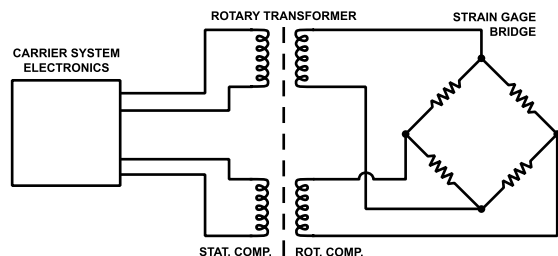 ROTARY TRANSFORMER
STRAIN GAGE
BRIDGE
CARRIER SYSTEM
ELECTRONICS
STAT. COMP.
ROT. COMP.